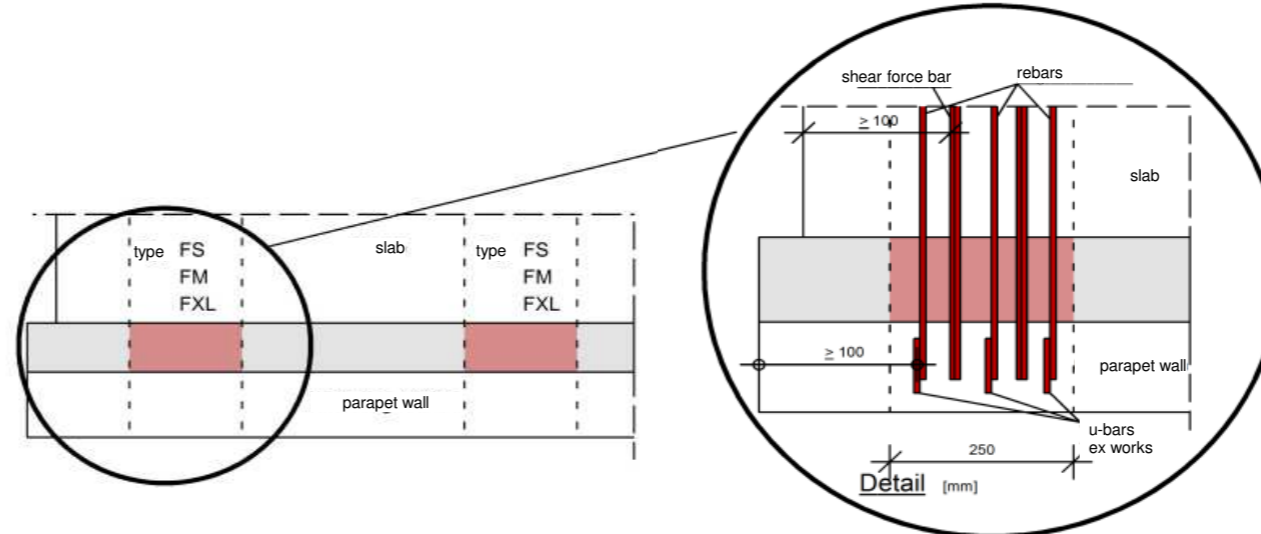 type FS
FM
FXL
slab
type FS
FM
FXL
parapet wall
shear force bar
rebars
≥ 100
slab
≥ 100
parapet wall
u-bars
ex works
250
Detail [mm]